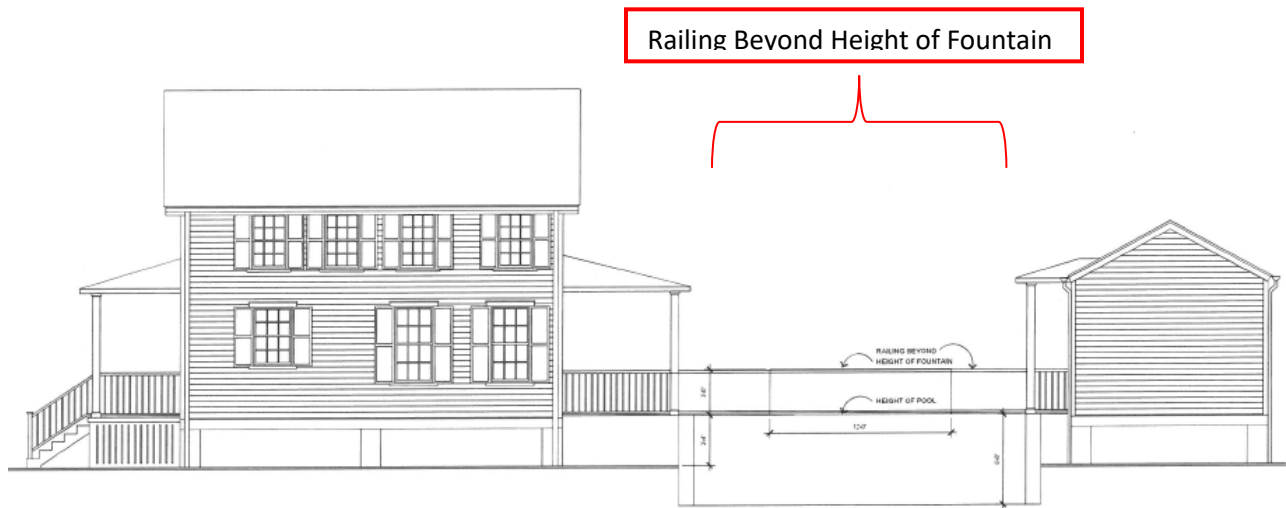 Railing Beyond Height of Fountain
RAILING BEYOND
HEIGHT OF FOUNTAIN
HEIGHT OF POOL